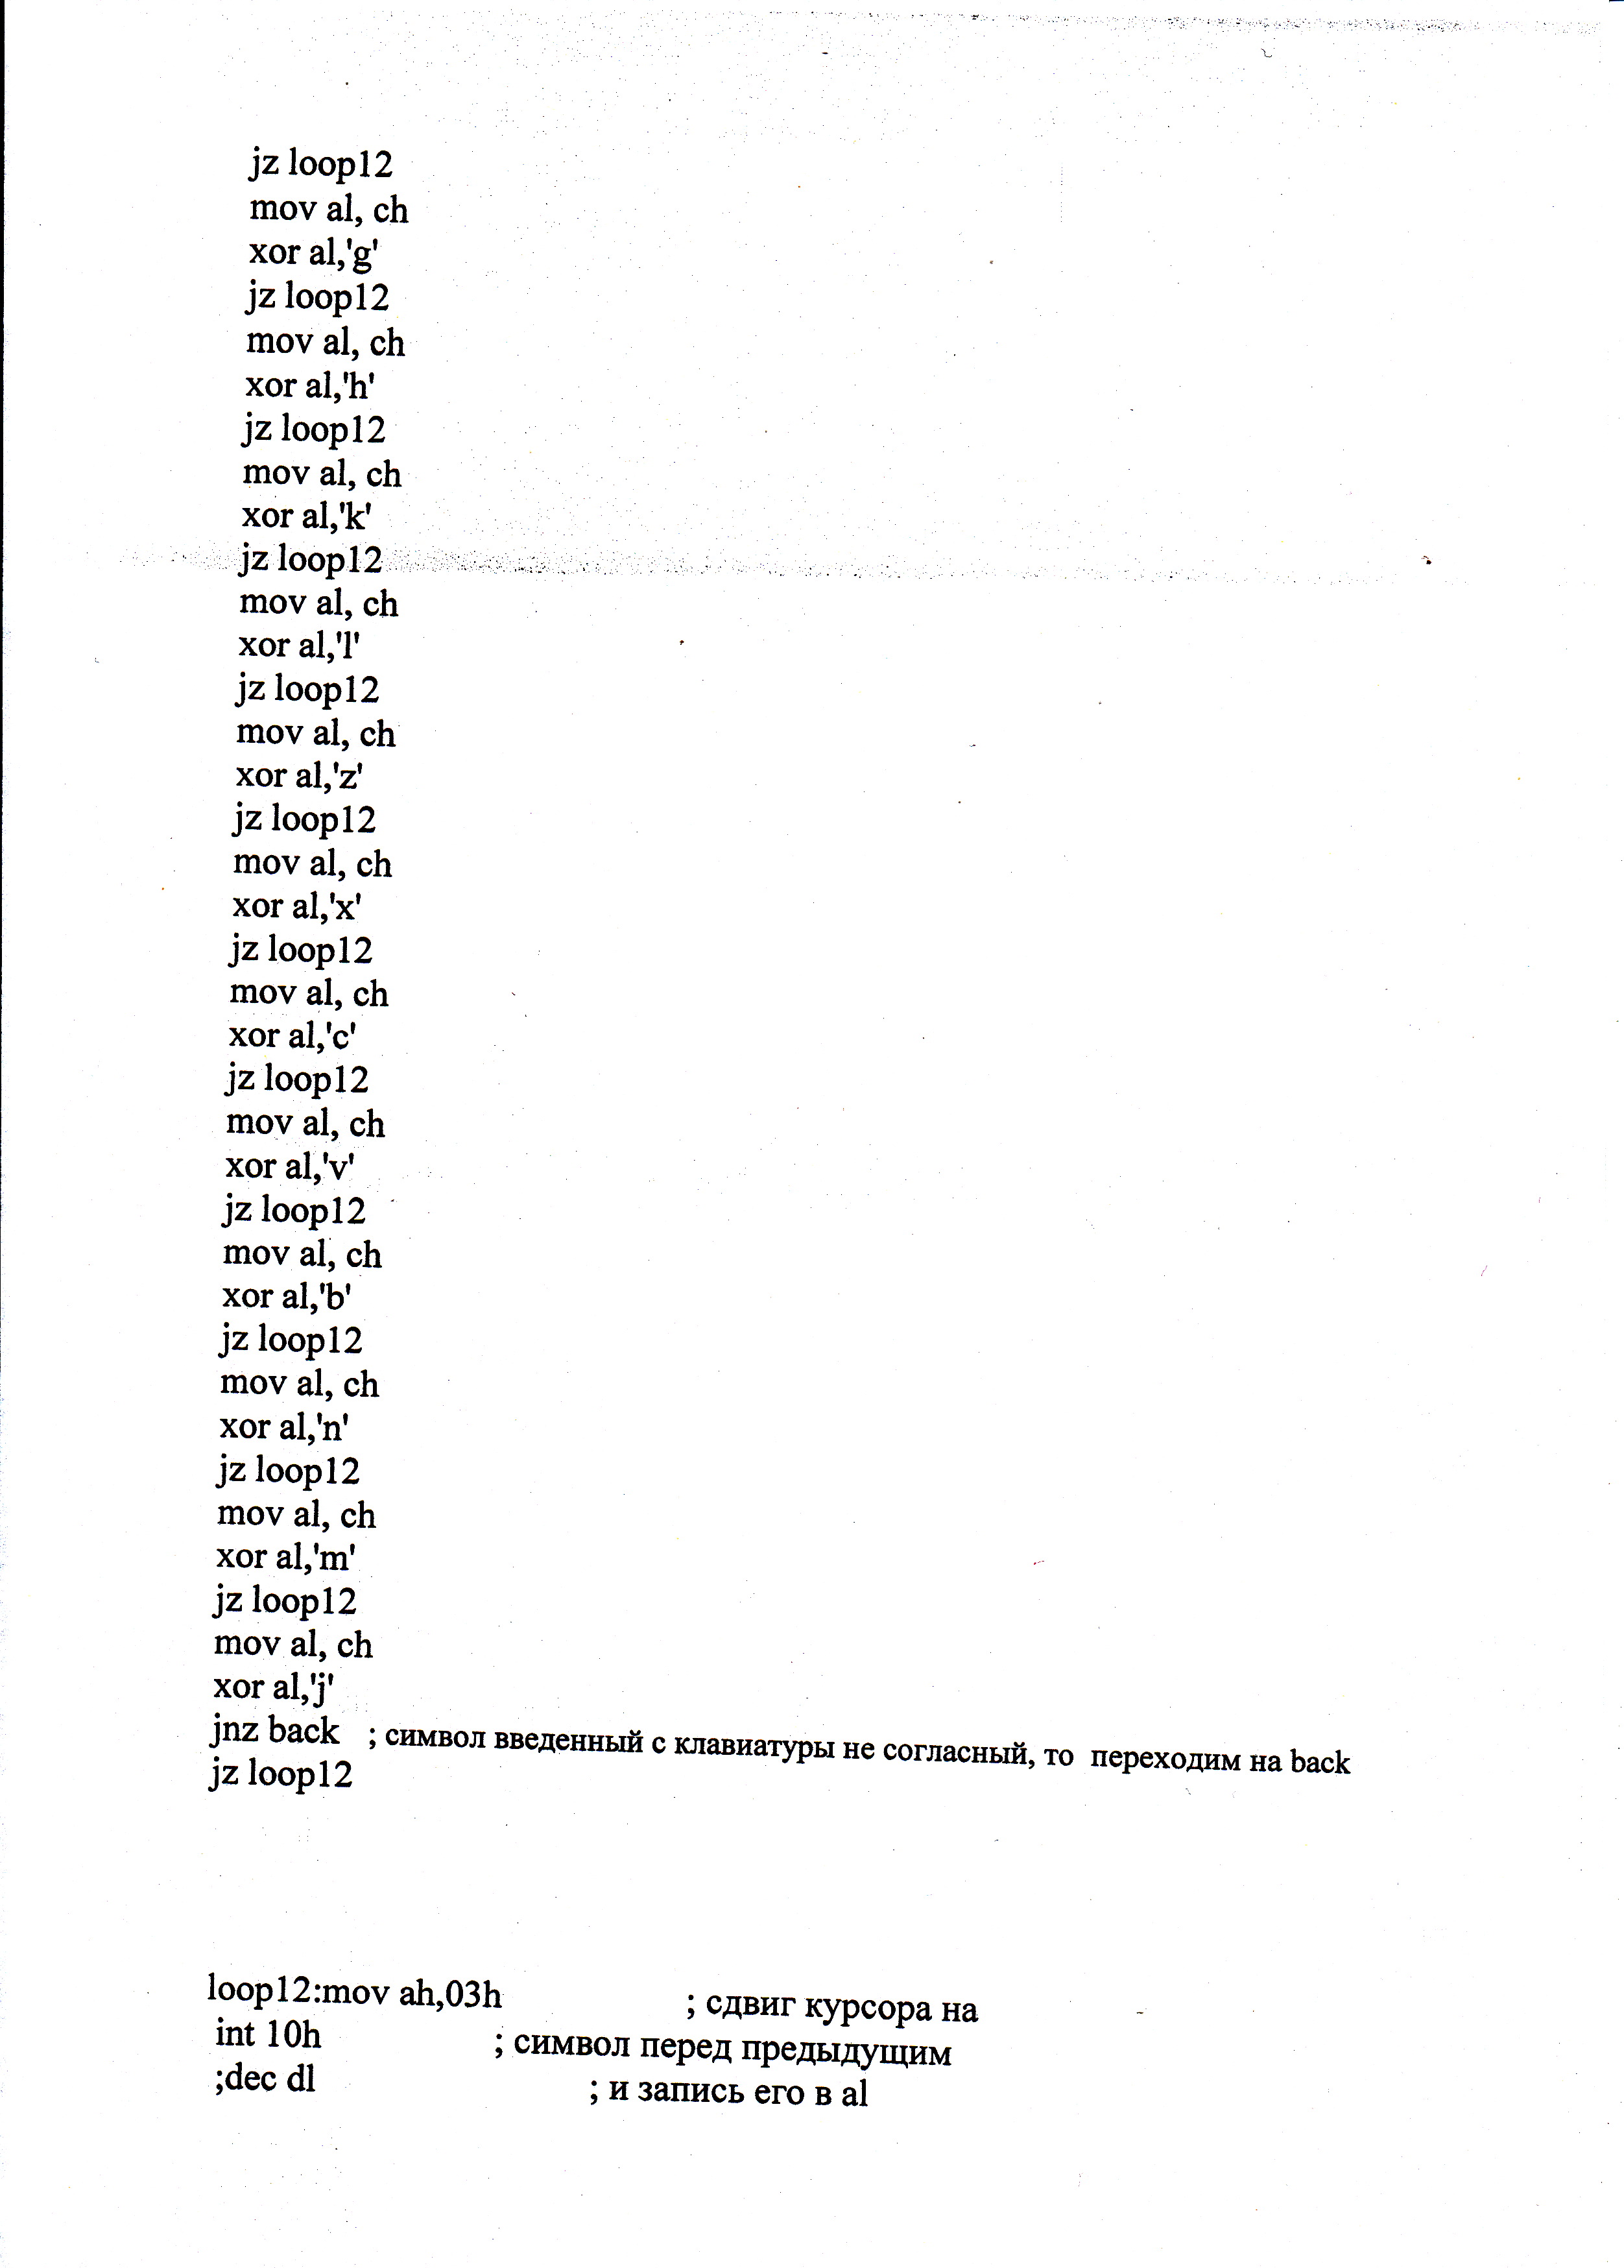 jz loop12
mov al, ch
xor al,'g'
jz loop12
mov al, ch
xor al,'h'
jz loop12
mov al, ch
xor al,'k'
jz loop12
mov al, ch
xor al,'l'
jz loop12
mov al, ch
xor al,'z'
jz loop12
mov al, ch
xor al,'x'
jz loop12
mov al, ch
xor al,'c'
jz loop12
mov al, ch
xor al,'v'
jz loop12
mov al, ch
xor al,'b'
jz loop12
mov al, ch
xor al,'n'
jz loop12
mov al, ch
xor al,'m'
jz loop12
mov al, ch
xor al,'j'
jnz back ; символ введенный с клавиатуры не согласный, то переходим на back
jz loop12
loop12:mov ah,03h ; сдвиг курсора на
int 10h ; символ перед предыдущим
;dec dl ; и запись его в al